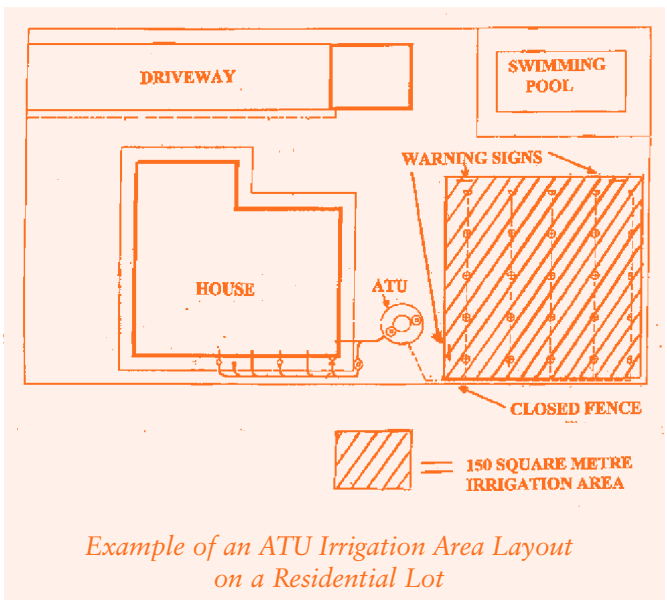 DRIVEWAY
SWIMMING
POOL
WARNING SIGNS
HOUSE
ATU
CLOSED FENCE
150 SQUARE METRE
IRRIGATION AREA
Example of an ATU Irrigation Area Layout
on a Residential Lot